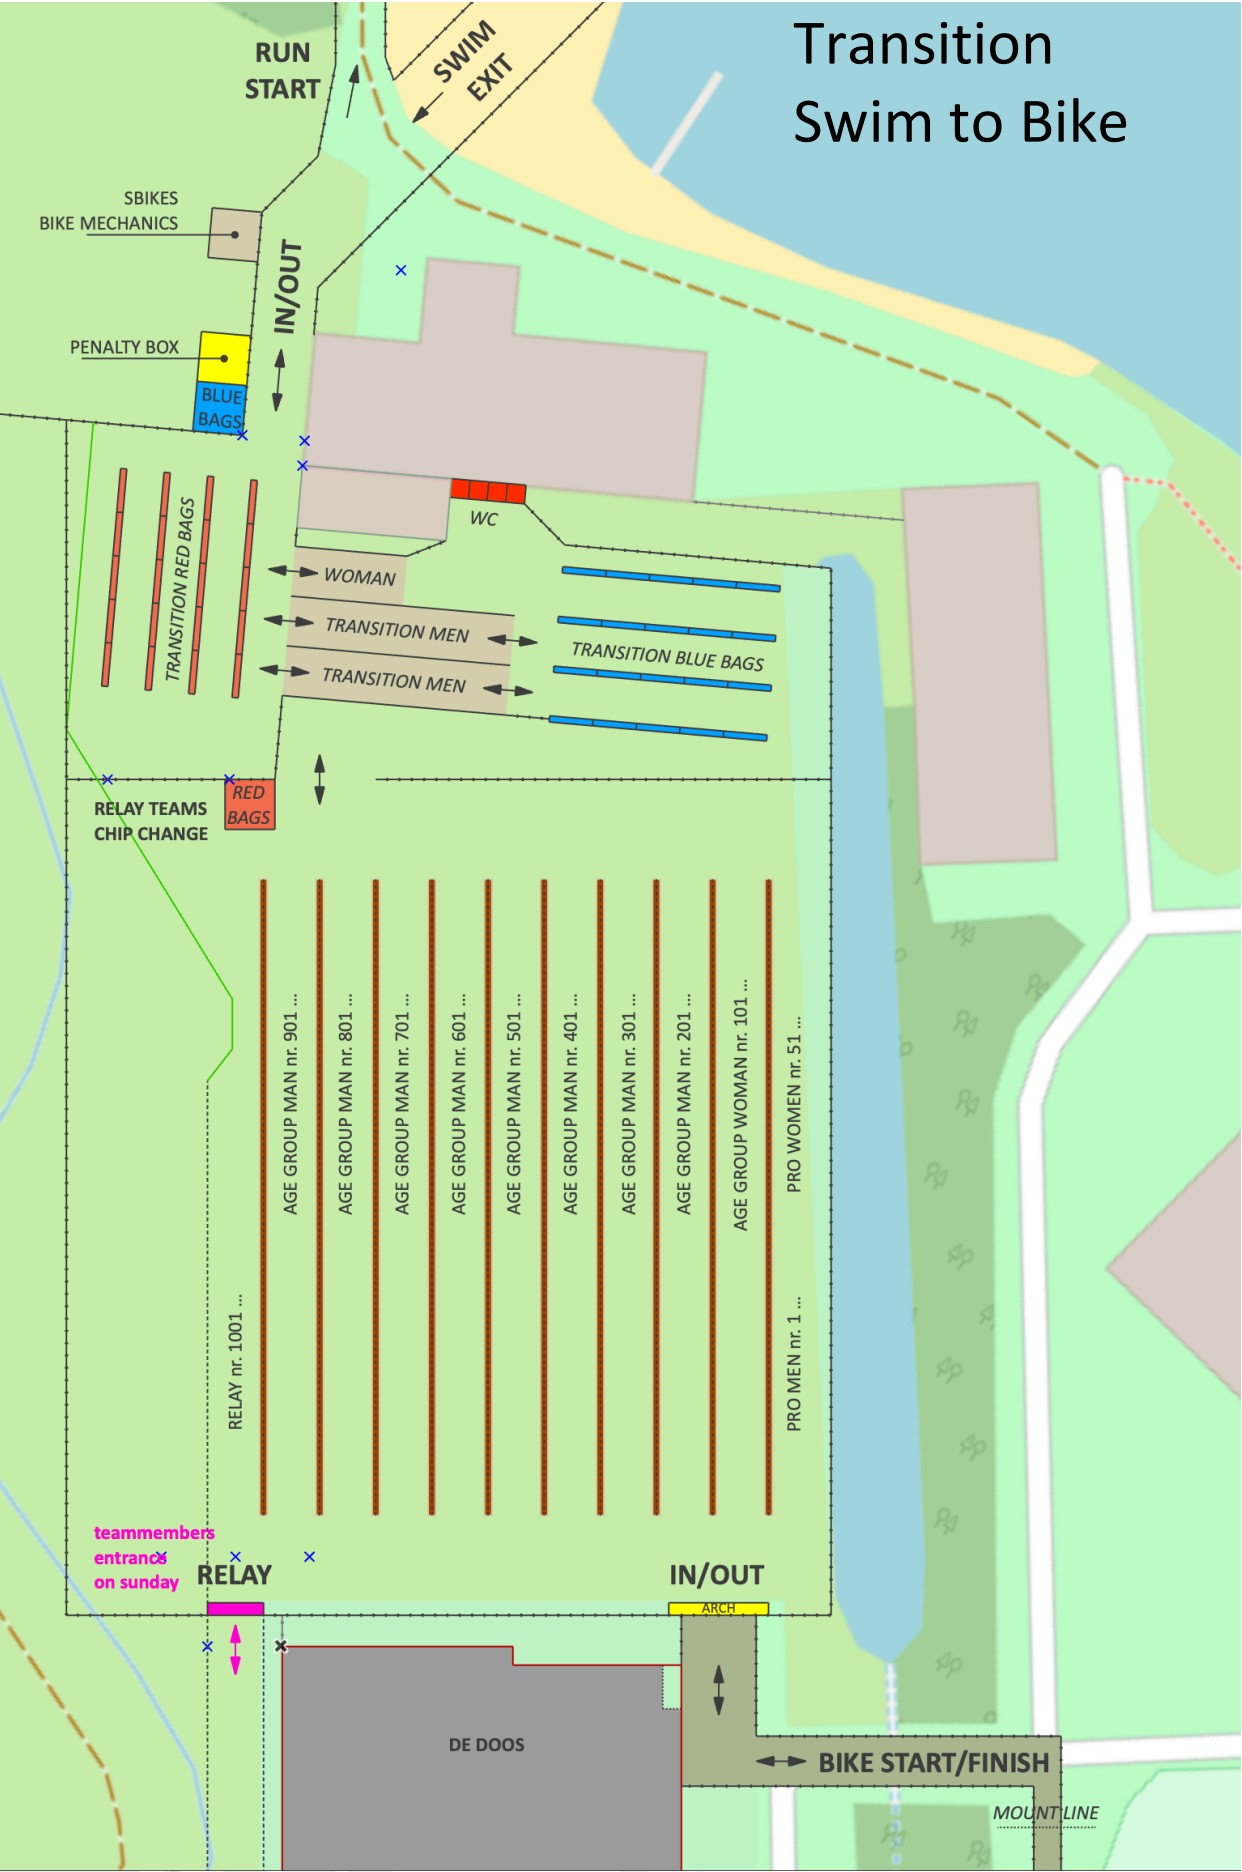 Transition
Swim to Bike
RUN
START
SWIM
EXIT
SBIKES
BIKE MECHANICS
IN/OUT
PENALTY BOX
BLUE
BAGS
TRANSITION RED BAGS
WC
WOMAN
TRANSITION MEN
TRANSITION BLUE BAGS
TRANSITION MEN
RELAY TEAMS
CHIP CHANGE
RED
BAGS
RELAY nr. 1001 ...
AGE GROUP MAN nr. 901 ...
AGE GROUP MAN nr. 801 ...
AGE GROUP MAN nr. 701 ...
AGE GROUP MAN nr. 601 ...
AGE GROUP MAN nr. 501 ...
AGE GROUP MAN nr. 401 ...
AGE GROUP MAN nr. 301 ...
AGE GROUP MAN nr. 201 ...
AGE GROUP WOMAN nr. 101 ...
PRO WOMEN nr. 51 ...
PRO MEN nr. 1 ...
teammembers
entrance
on sunday
RELAY
IN/OUT
ARCH
DE DOOS
BIKE START/FINISH
MOUNT LINE